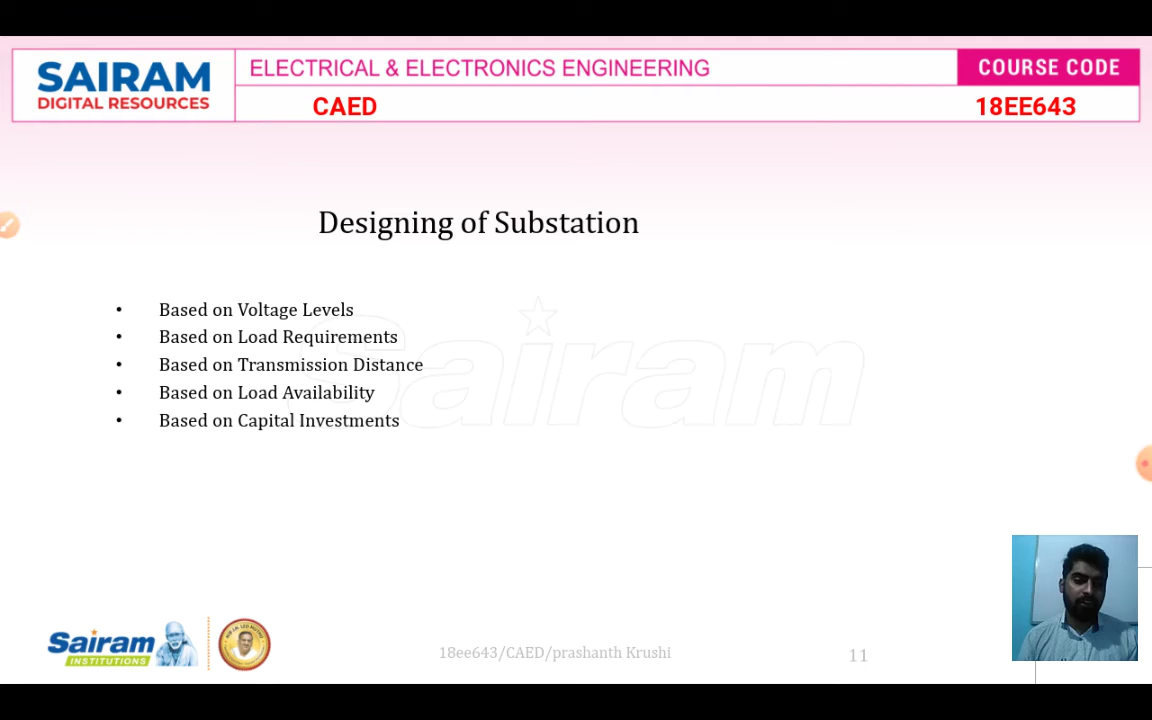 SAIRAM
DIGITAL RESOURCES
ELECTRICAL & ELECTRONICS ENGINEERING
COURSE CODE
CAED
18EE643
Designing of Substation
• Based on Voltage Levels
• Based on Load Requirements
• Based on Transmission Distance
• Based on Load Availability
• Based on Capital Investments
Sairam
Sairam
INSTITUTIONS
18ee643/CAED/prashanth Krushi
11